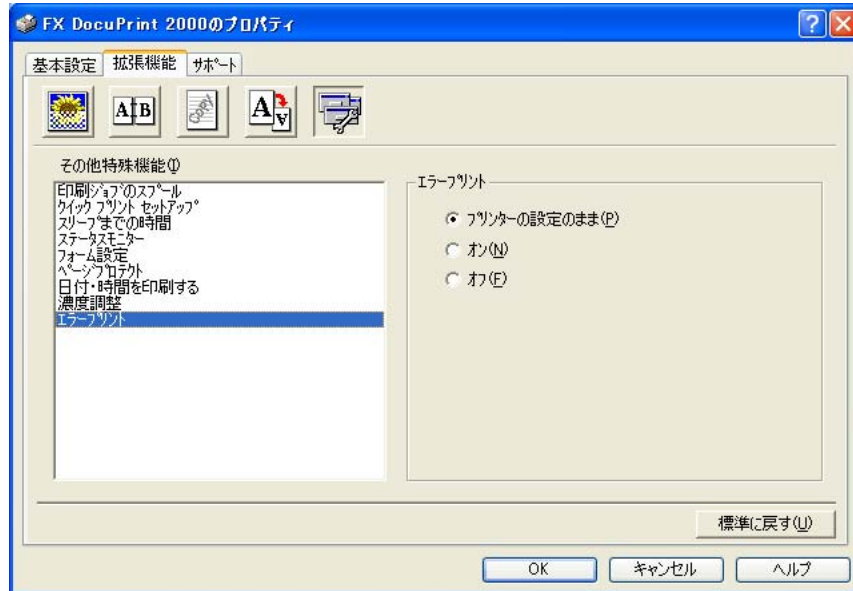 FX DocuPrint 2000のプロパティ
基本設定 拡張機能 サポート
A B
COPY
A A
その他特殊機能(I)
印刷ジョブのスプール
クイック プリント セットアップ
スリープまでの時間
ステータスモニター
フォーム設定
ページプロテクト
日付・時間を印刷する
濃度調整
エラープリント
エラープリント
プリンターの設定のまま(P)
オン(N)
オフ(F)
標準に戻す(U)
OK キャンセル ヘルプ